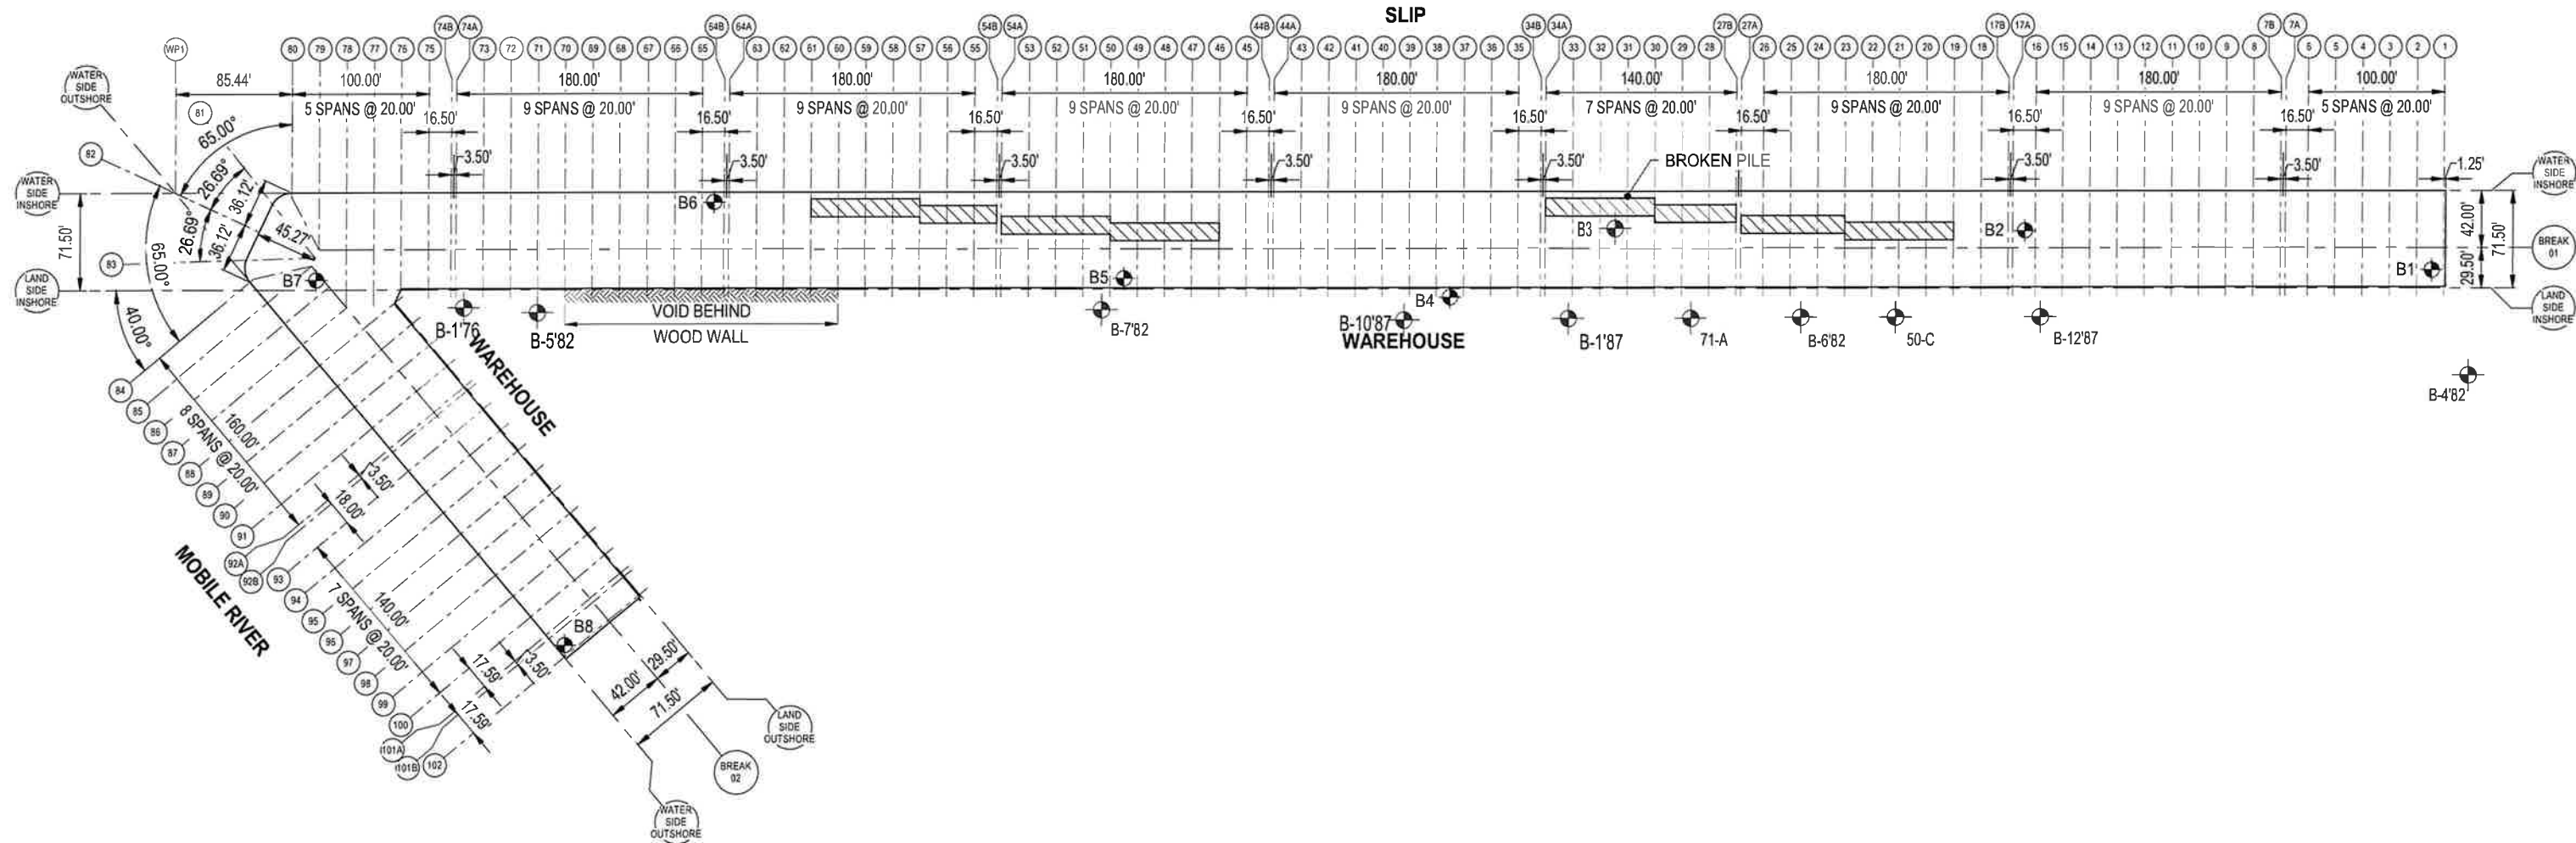 SLIP
WP1
80 79 78 77 76 75 74B 74A 73 72 71 70 69 68 67 66 65 64B 64A 63 62 61 60 59 58 57 56 55 54B 54A 53 52 51 50 49 48 47 46 45 44B 44A 43 42 41 40 39 38 37 36 35 34B 34A 33 32 31 30 29 28 27B 27A 26 25 24 23 22 21 20 19 18 17B 17A 16 15 14 13 12 11 10 9 8 7B 7A 6 5 4 3 2 1
85.44' 100.00' 180.00' 180.00' 180.00' 180.00' 140.00' 180.00' 180.00' 100.00'
5 SPANS @ 20.00' 9 SPANS @ 20.00' 9 SPANS @ 20.00' 9 SPANS @ 20.00' 9 SPANS @ 20.00' 7 SPANS @ 20.00' 9 SPANS @ 20.00' 9 SPANS @ 20.00' 5 SPANS @ 20.00'
16.50' 16.50' 16.50' 16.50' 16.50' 16.50' 16.50' 16.50'
3.50' 3.50' 3.50' 3.50' 3.50' 3.50' 3.50'
1.25'
BROKEN PILE
WATER
SIDE
OUTSHORE
81
82
83
65.00°
26.69°
36.12'
26.69°
36.12'
45.27'
65.00°
40.00°
WATER
SIDE
INSHORE
71.50'
LAND
SIDE
INSHORE
B7
B6
B5
B4
B3
B2
B1
WATER
SIDE
INSHORE
42.00'
29.50'
71.50'
BREAK
01
LAND
SIDE
INSHORE
VOID BEHIND
WOOD WALL
B-1'76
B-5'82
B-7'82
B-10'87
WAREHOUSE
B-1'87
71-A
B-6'82
50-C
B-12'87
B-4'82
WAREHOUSE
84
85
86
87
88
89
90
91
92A
92B
93
94
95
96
97
98
99
100
101A
101B
102
160.00'
8 SPANS @ 20.00'
3.50'
18.00'
140.00'
7 SPANS @ 20.00'
17.59'
3.50'
17.59'
MOBILE RIVER
B8
29.50'
42.00'
71.50'
LAND
SIDE
OUTSHORE
BREAK
02
WATER
SIDE
OUTSHORE